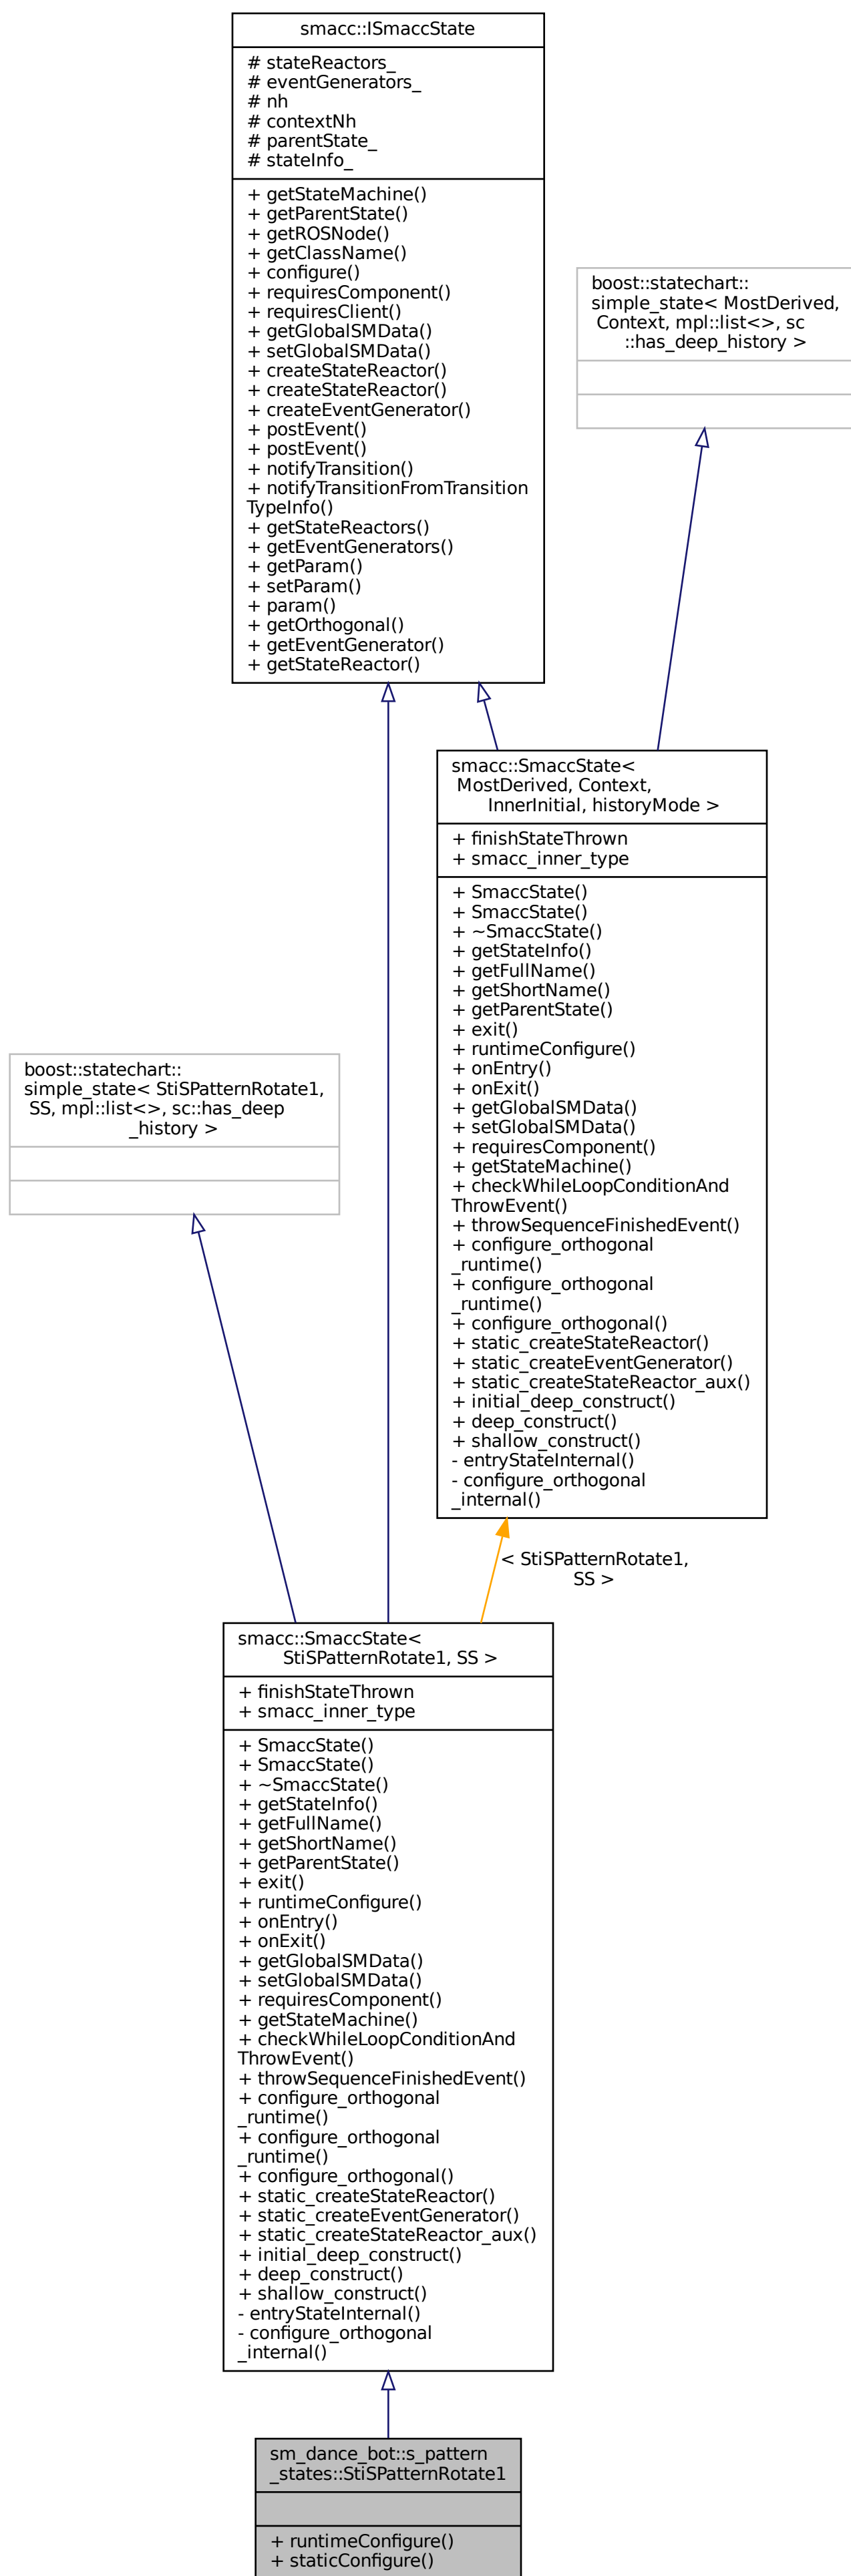 smacc::ISmaccState
# stateReactors_
# eventGenerators_
# nh
# contextNh
# parentState_
# stateInfo_
+ getStateMachine()
+ getParentState()
+ getROSNode()
+ getClassName()
+ configure()
+ requiresComponent()
+ requiresClient()
+ getGlobalSMData()
+ setGlobalSMData()
+ createStateReactor()
+ createStateReactor()
+ createEventGenerator()
+ postEvent()
+ postEvent()
+ notifyTransition()
+ notifyTransitionFromTransition
TypeInfo()
+ getStateReactors()
+ getEventGenerators()
+ getParam()
+ setParam()
+ param()
+ getOrthogonal()
+ getEventGenerator()
+ getStateReactor()
boost::statechart::
simple_state< MostDerived,
Context, mpl::list<>, sc
::has_deep_history >
smacc::SmaccState<
MostDerived, Context,
InnerInitial, historyMode >
+ finishStateThrown
+ smacc_inner_type
+ SmaccState()
+ SmaccState()
+ ~SmaccState()
+ getStateInfo()
+ getFullName()
+ getShortName()
+ getParentState()
+ exit()
+ runtimeConfigure()
+ onEntry()
+ onExit()
+ getGlobalSMData()
+ setGlobalSMData()
+ requiresComponent()
+ getStateMachine()
+ checkWhileLoopConditionAnd
ThrowEvent()
+ throwSequenceFinishedEvent()
+ configure_orthogonal
_runtime()
+ configure_orthogonal
_runtime()
+ configure_orthogonal()
+ static_createStateReactor()
+ static_createEventGenerator()
+ static_createStateReactor_aux()
+ initial_deep_construct()
+ deep_construct()
+ shallow_construct()
- entryStateInternal()
- configure_orthogonal
_internal()
boost::statechart::
simple_state< StiSPatternRotate1,
SS, mpl::list<>, sc::has_deep
_history >
< StiSPatternRotate1,
SS >
smacc::SmaccState<
StiSPatternRotate1, SS >
+ finishStateThrown
+ smacc_inner_type
+ SmaccState()
+ SmaccState()
+ ~SmaccState()
+ getStateInfo()
+ getFullName()
+ getShortName()
+ getParentState()
+ exit()
+ runtimeConfigure()
+ onEntry()
+ onExit()
+ getGlobalSMData()
+ setGlobalSMData()
+ requiresComponent()
+ getStateMachine()
+ checkWhileLoopConditionAnd
ThrowEvent()
+ throwSequenceFinishedEvent()
+ configure_orthogonal
_runtime()
+ configure_orthogonal
_runtime()
+ configure_orthogonal()
+ static_createStateReactor()
+ static_createEventGenerator()
+ static_createStateReactor_aux()
+ initial_deep_construct()
+ deep_construct()
+ shallow_construct()
- entryStateInternal()
- configure_orthogonal
_internal()
sm_dance_bot::s_pattern
_states::StiSPatternRotate1
+ runtimeConfigure()
+ staticConfigure()